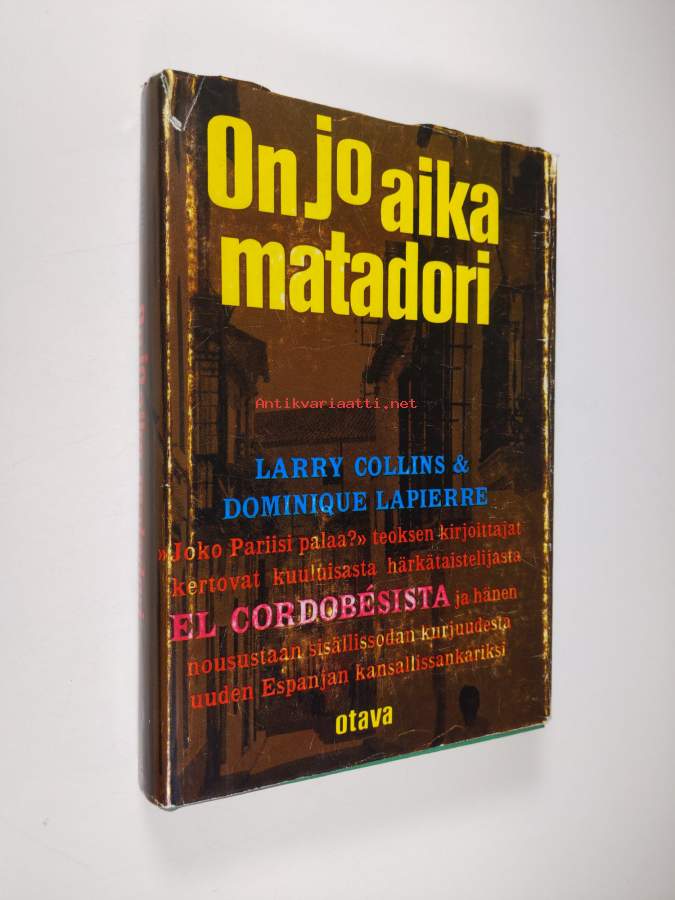 On jo aika
matadori
Antikvariaatti.net
LARRY COLLINS &
DOMINIQUE LAPIERRE
»Joko Pariisi palaa?» teoksen kirjoittajat
kertovat kuuluisasta härkätaistelijasta
EL CORDOBÉSISTA ja hänen
nousustaan sisällissodan kurjuudesta
uuden Espanjan kansallissankariksi
otava